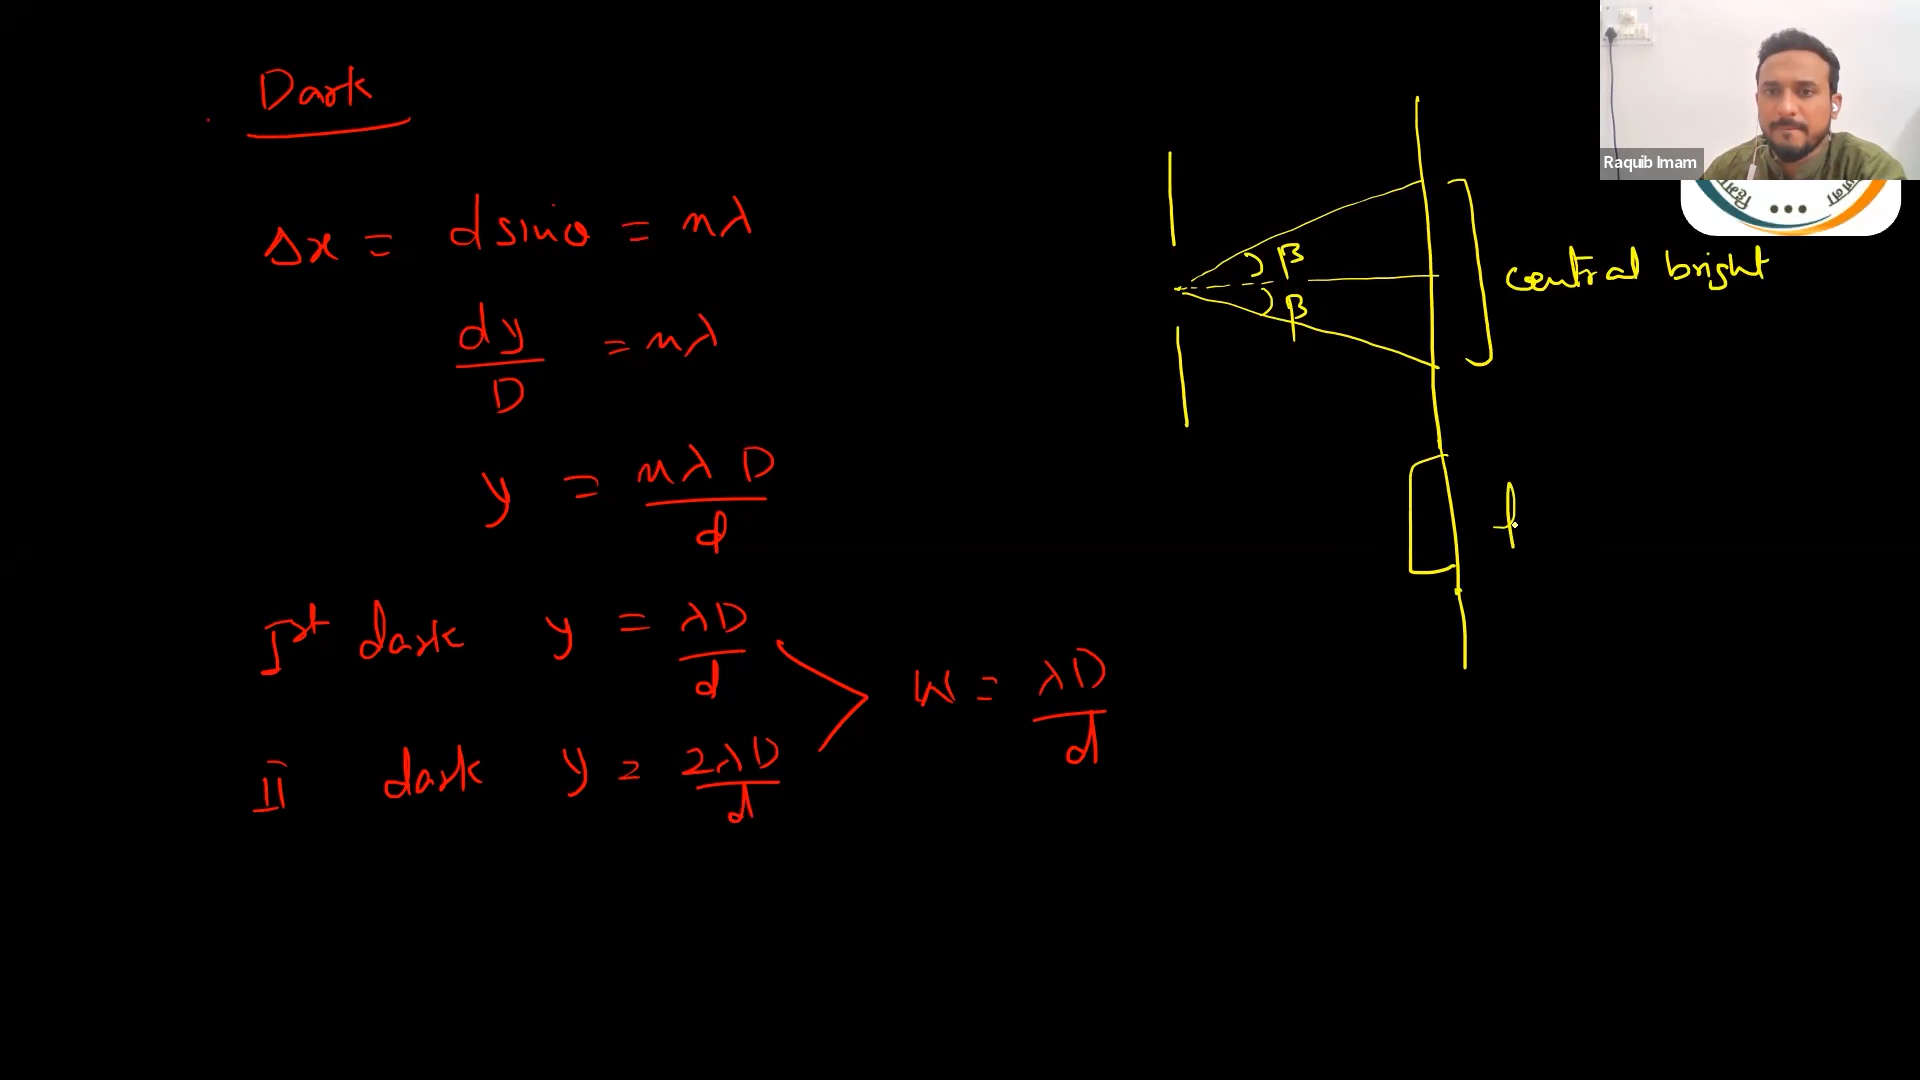 Dark
Δx = d sinθ = nλ
dy/D = nλ
y = nλD/d
Ist dark y = λD/d
II dark y = 2λD/d
W = λD/d
β
β
central bright
f
Raquib Imam